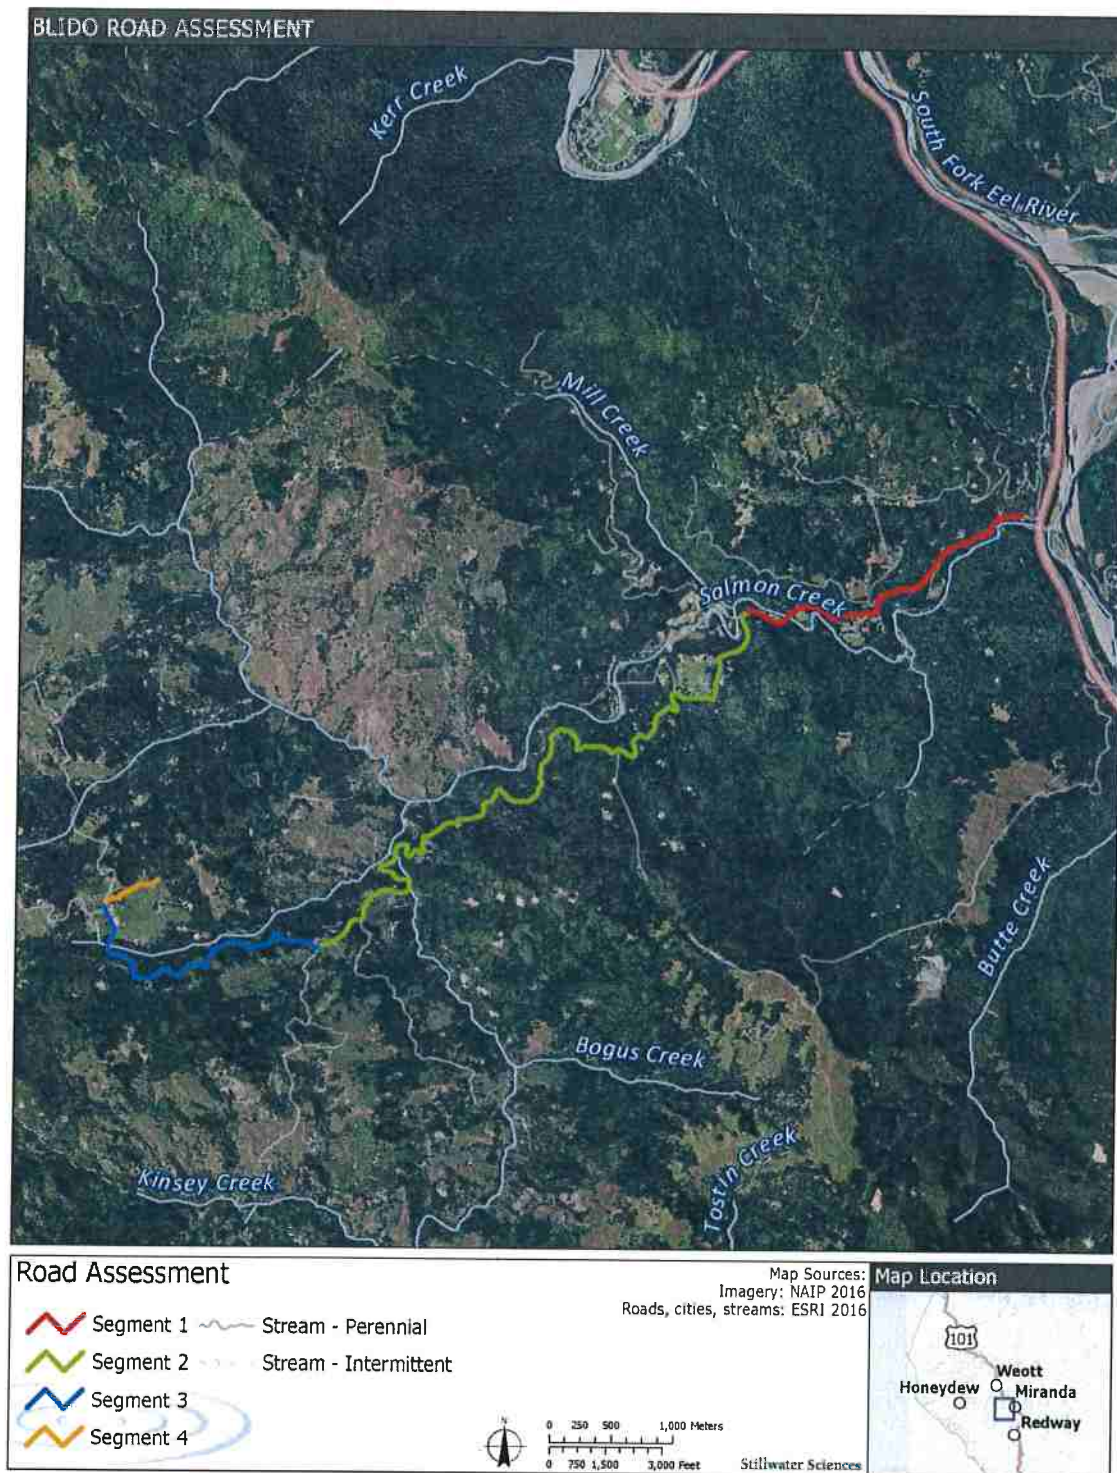 BLIDO ROAD ASSESSMENT
Kerr Creek
South Fork Eel River
Mill Creek
Salmon Creek
Butte Creek
Bogus Creek
Tostin Creek
Kinsey Creek
Road Assessment
Segment 1
Stream - Perennial
Segment 2
Stream - Intermittent
Segment 3
Segment 4
Map Sources:
Imagery: NAIP 2016
Roads, cities, streams: ESRI 2016
N
0 250 500 1,000 Meters
0 750 1,500 3,000 Feet
Stillwater Sciences
Map Location
101
Weott
Honeydew
Miranda
Redway